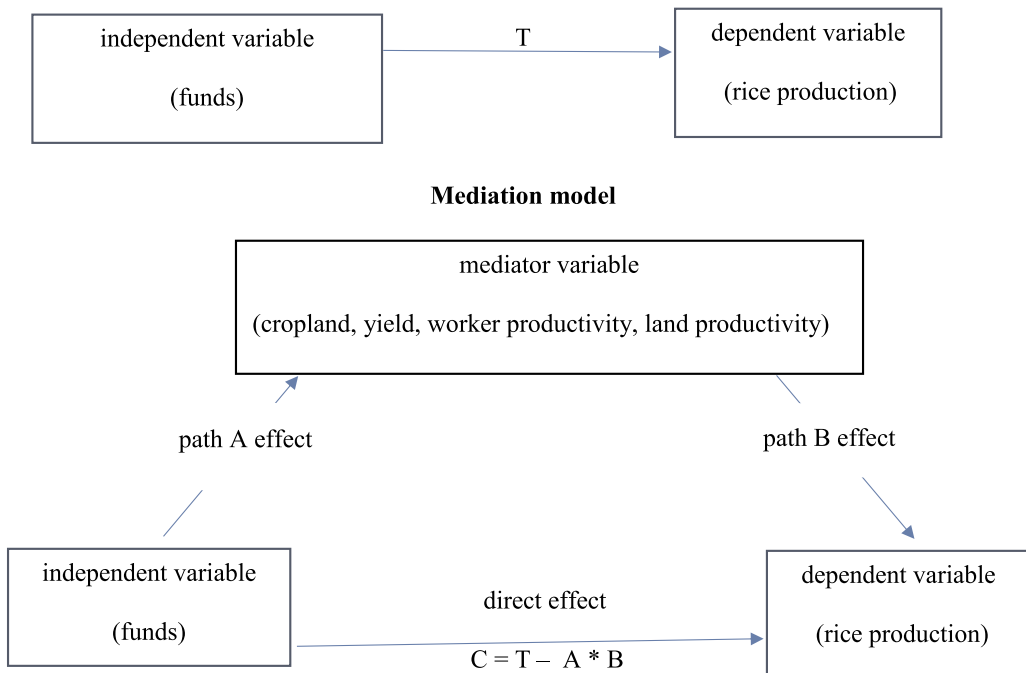 independent variable
(funds)
T
dependent variable
(rice production)
Mediation model
mediator variable
(cropland, yield, worker productivity, land productivity)
path A effect
path B effect
independent variable
(funds)
direct effect
C = T – A * B
dependent variable
(rice production)